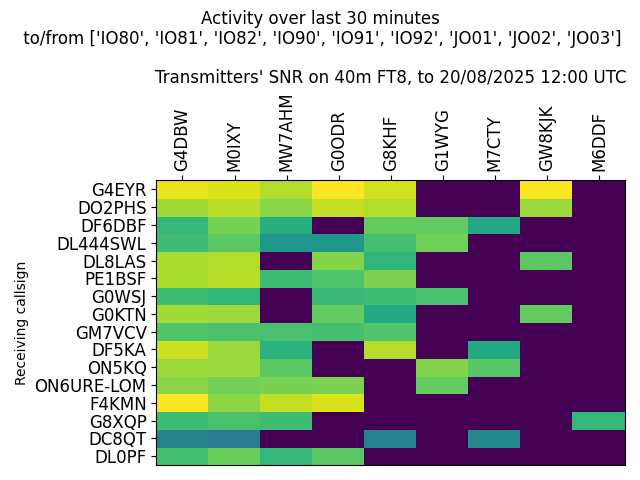 Activity over last 30 minutes
to/from ['IO80', 'IO81', 'IO82', 'IO90', 'IO91', 'IO92', 'JO01', 'JO02', 'JO03']
Transmitters' SNR on 40m FT8, to 20/08/2025 12:00 UTC
G4DBW
M0IXY
MW7AHM
G0ODR
G8KHF
G1WYG
M7CTY
GW8KJK
M6DDF
Receiving callsign
G4EYR
DO2PHS
DF6DBF
DL444SWL
DL8LAS
PE1BSF
G0WSJ
G0KTN
GM7VCV
DF5KA
ON5KQ
ON6URE-LOM
F4KMN
G8XQP
DC8QT
DL0PF